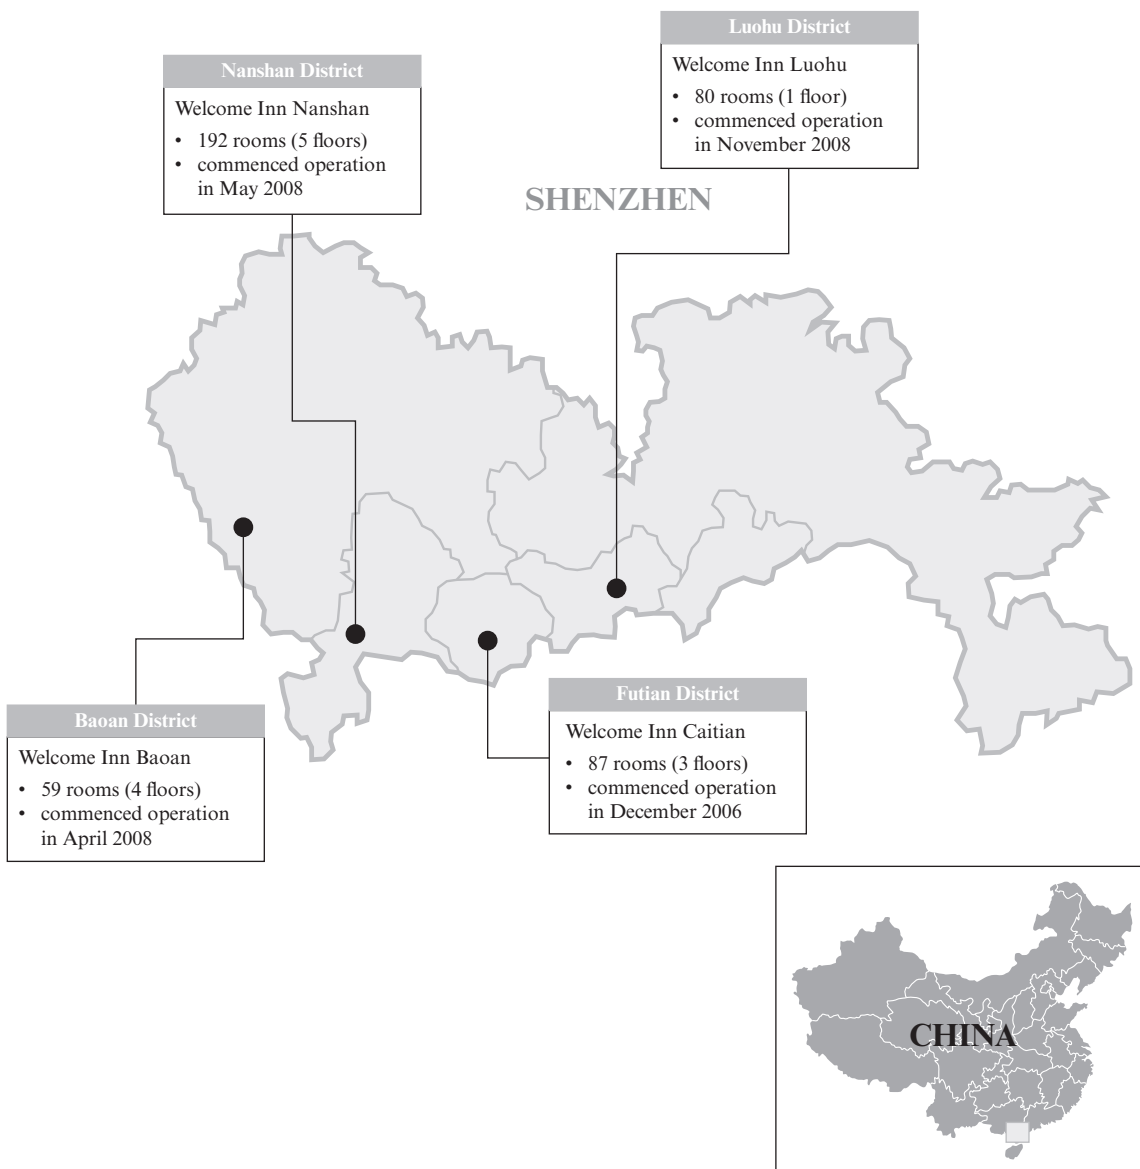 Luohu District
Welcome Inn Luohu
• 80 rooms (1 floor)
• commenced operation
in November 2008
Nanshan District
Welcome Inn Nanshan
• 192 rooms (5 floors)
• commenced operation
in May 2008
SHENZHEN
Baoan District
Welcome Inn Baoan
• 59 rooms (4 floors)
• commenced operation
in April 2008
Futian District
Welcome Inn Caitian
• 87 rooms (3 floors)
• commenced operation
in December 2006
CHINA